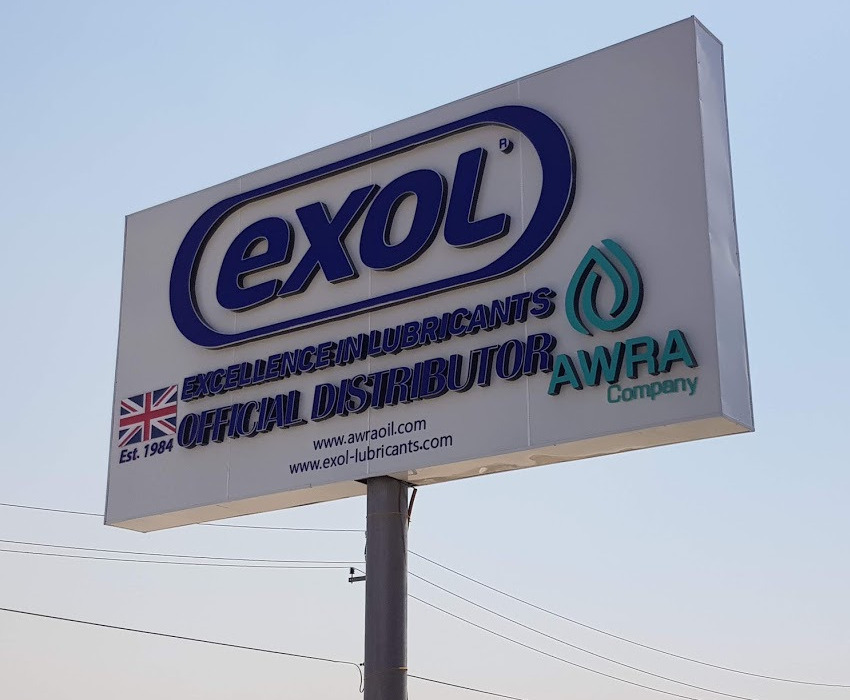 exol®
EXCELLENCE IN LUBRICANTS
OFFICIAL DISTRIBUTOR
Est. 1984
AWRA
Company
www.awraoil.com
www.exol-lubricants.com